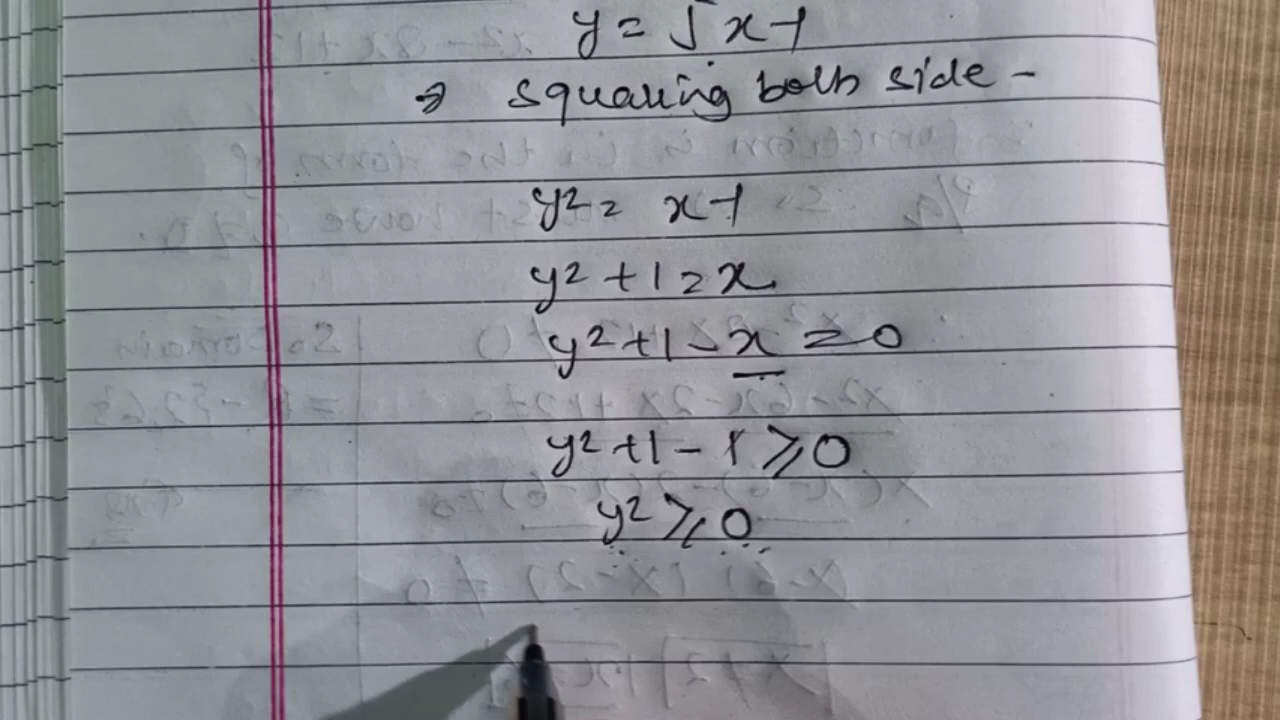 y = √x-1
⇒ squaring both side -
y² = x-1
y² + 1 = x
y² + 1 - x = 0
y² + 1 - 1 ≥ 0
y² ≥ 0